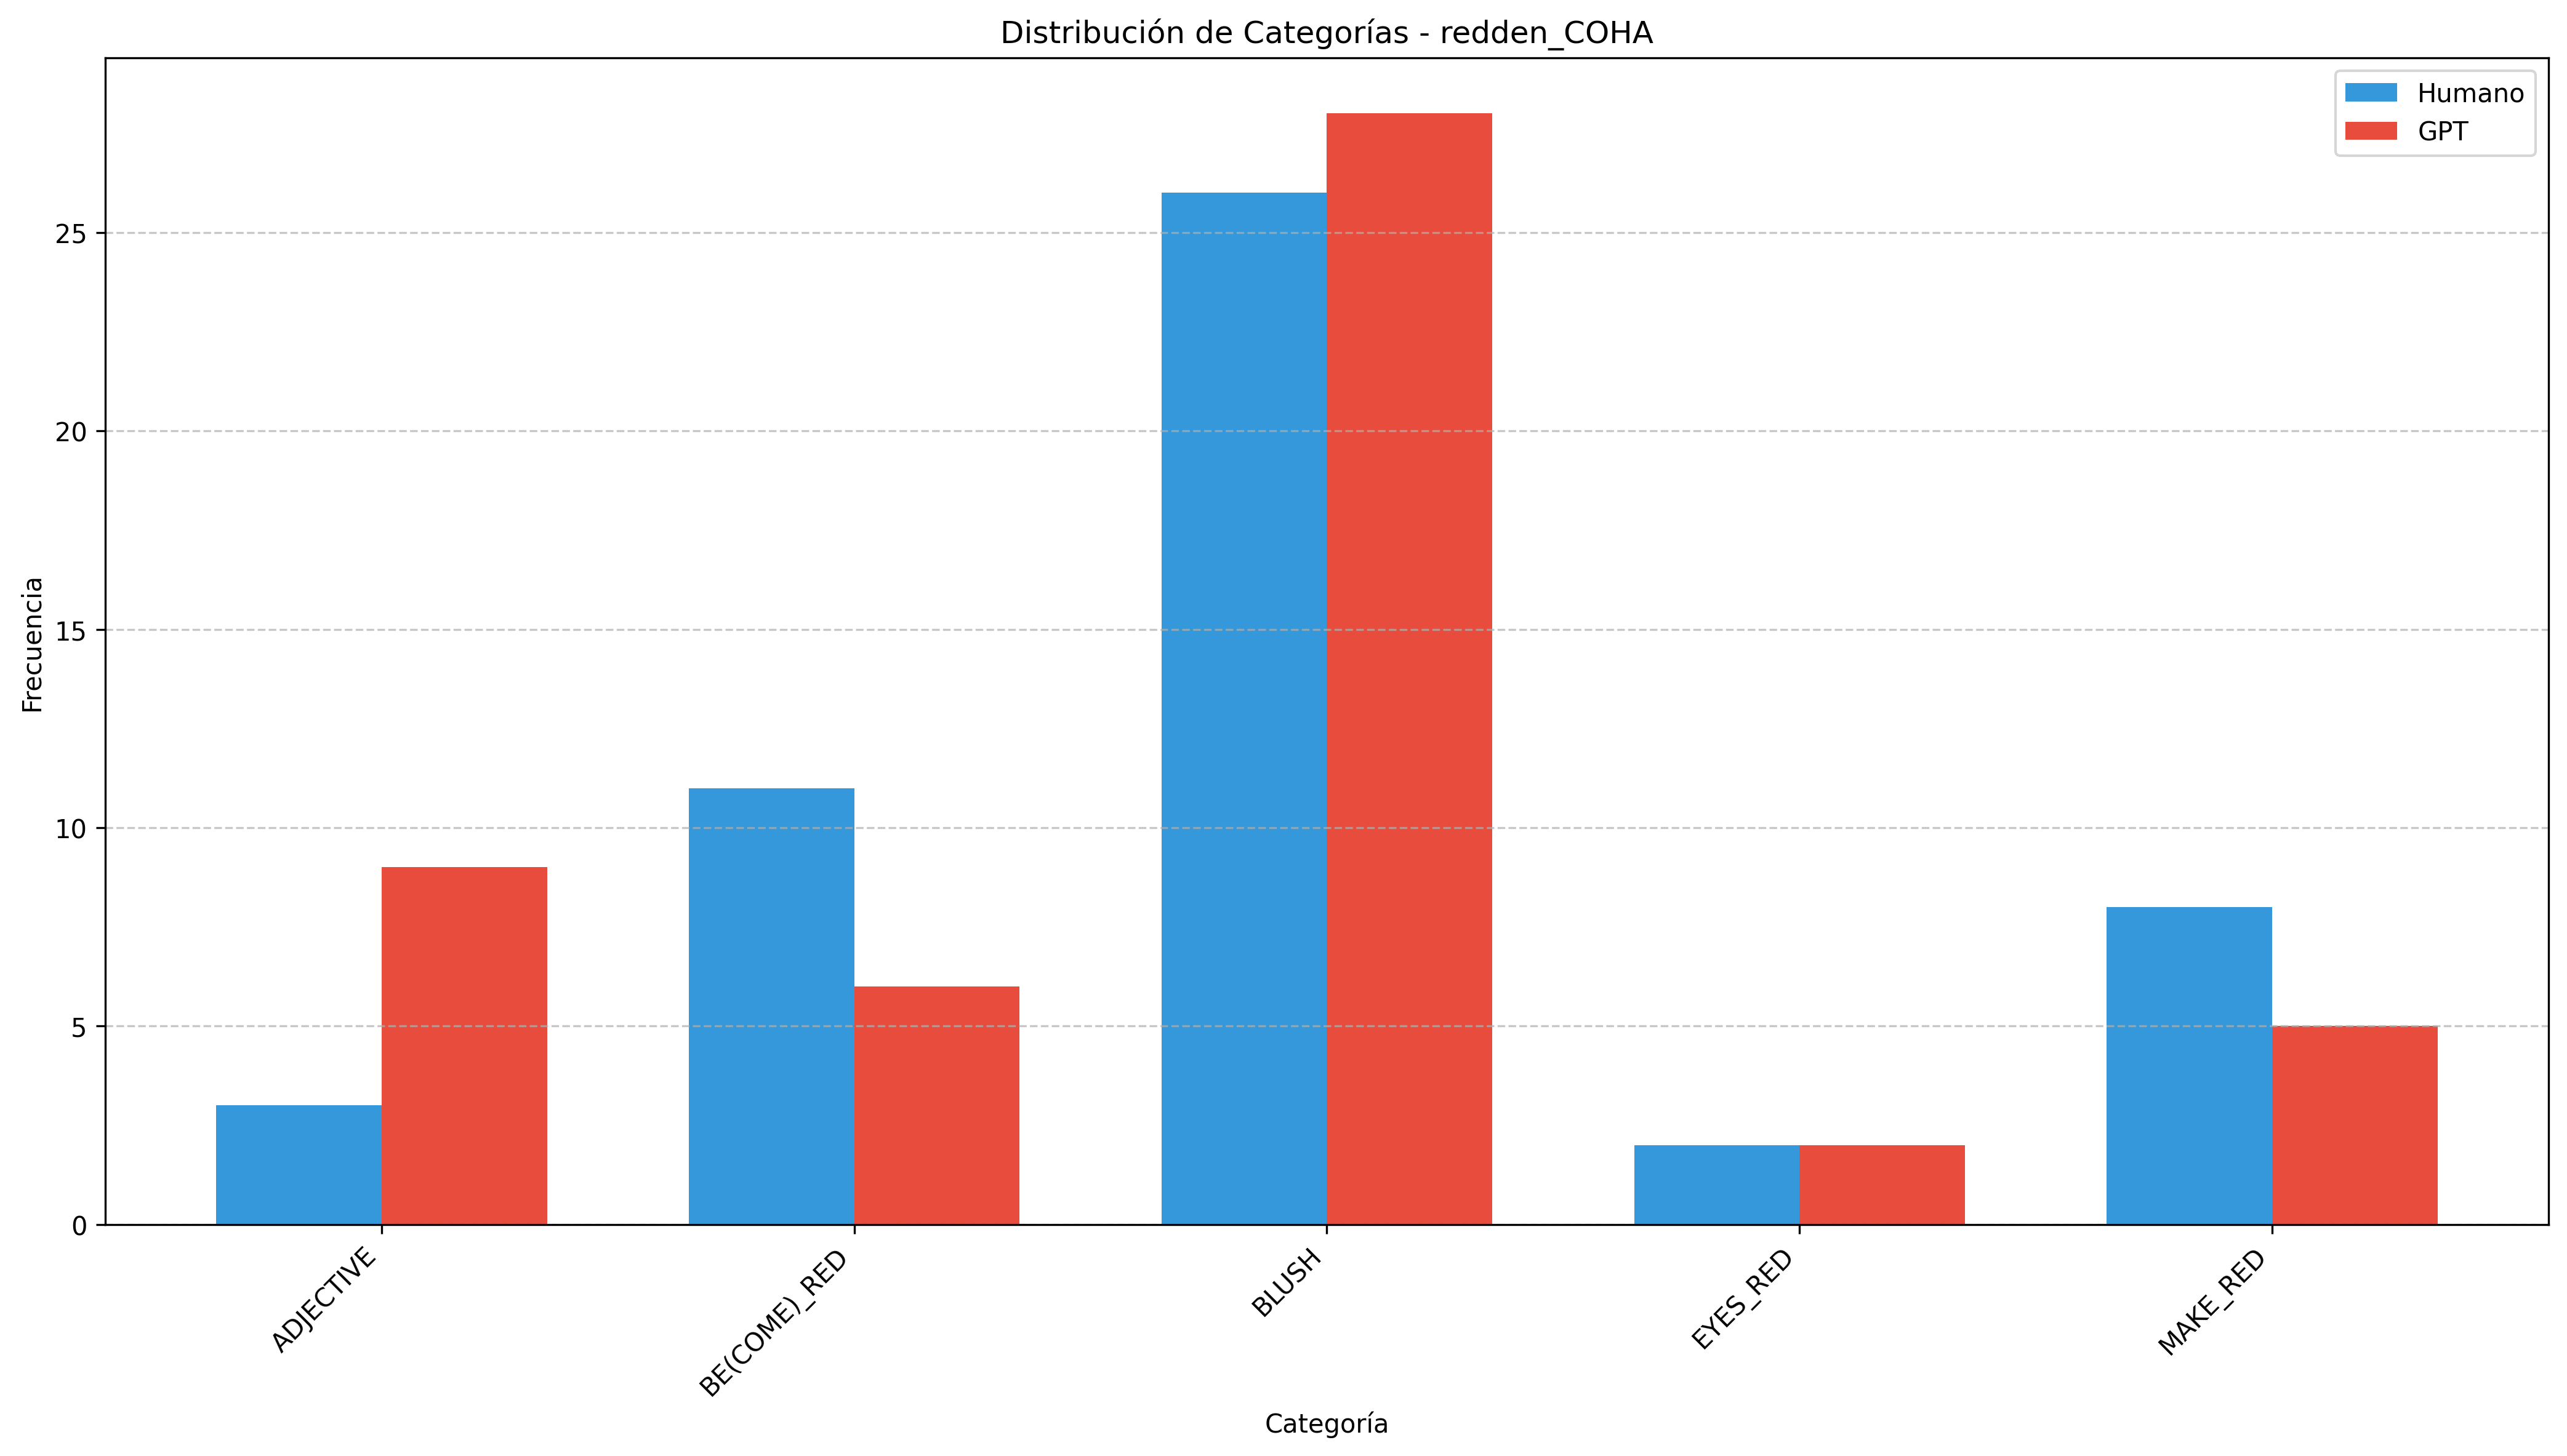 Distribución de Categorías - redden_COHA
Humano
GPT
Frecuencia
25
20
15
10
5
0
ADJECTIVE
BE(COME)_RED
BLUSH
EYES_RED
MAKE_RED
Categoría